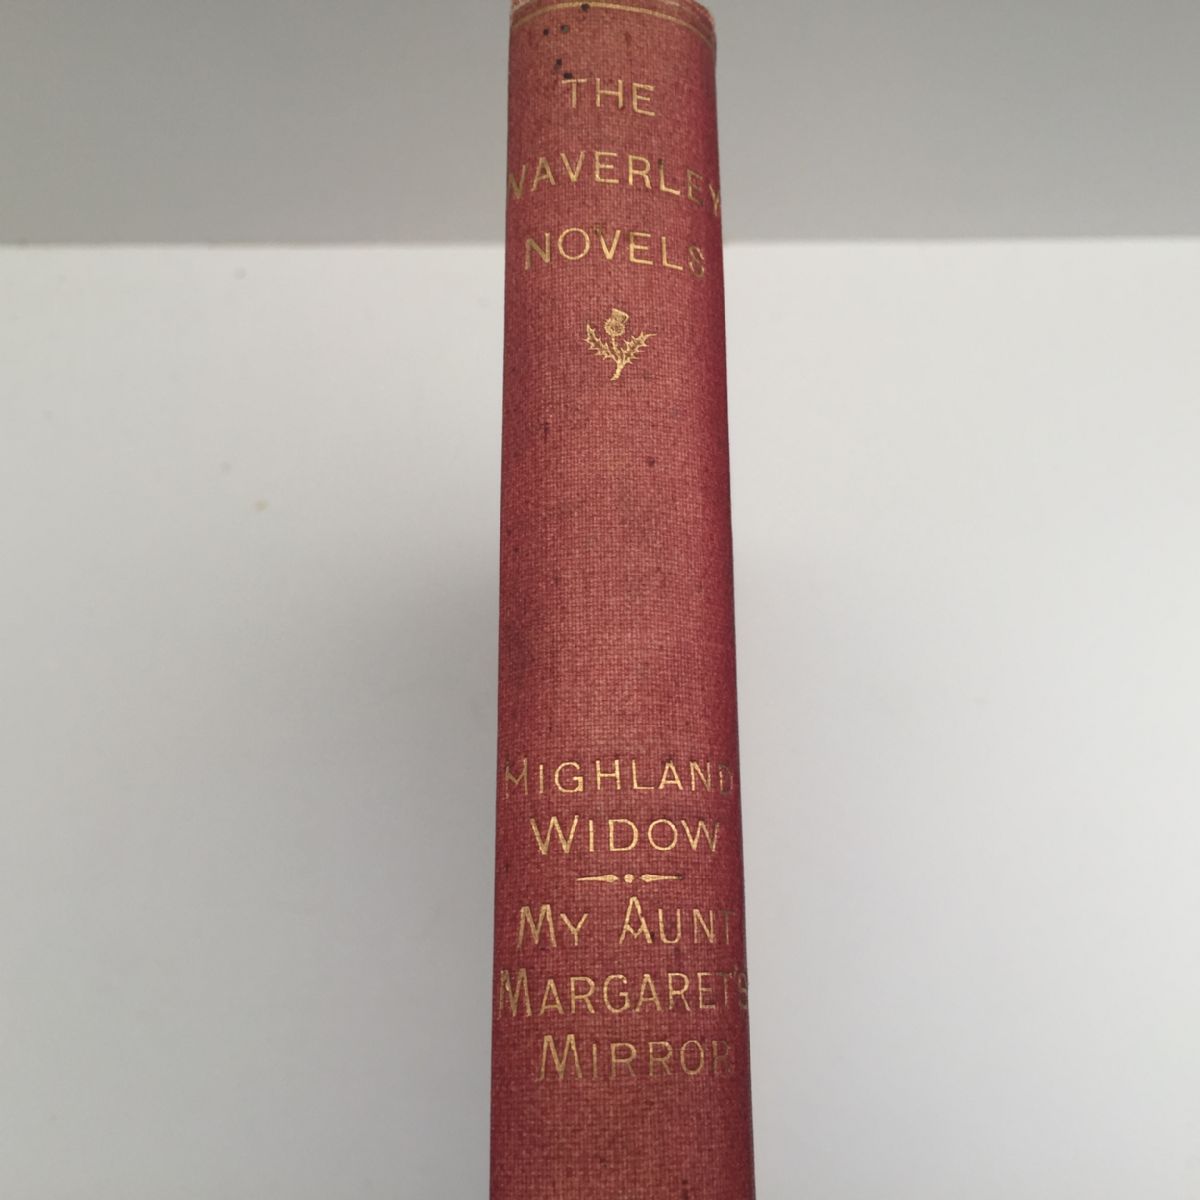 THE
WAVERLEY
NOVELS
HIGHLAND
WIDOW
MY AUNT
MARGARET'S
MIRROR